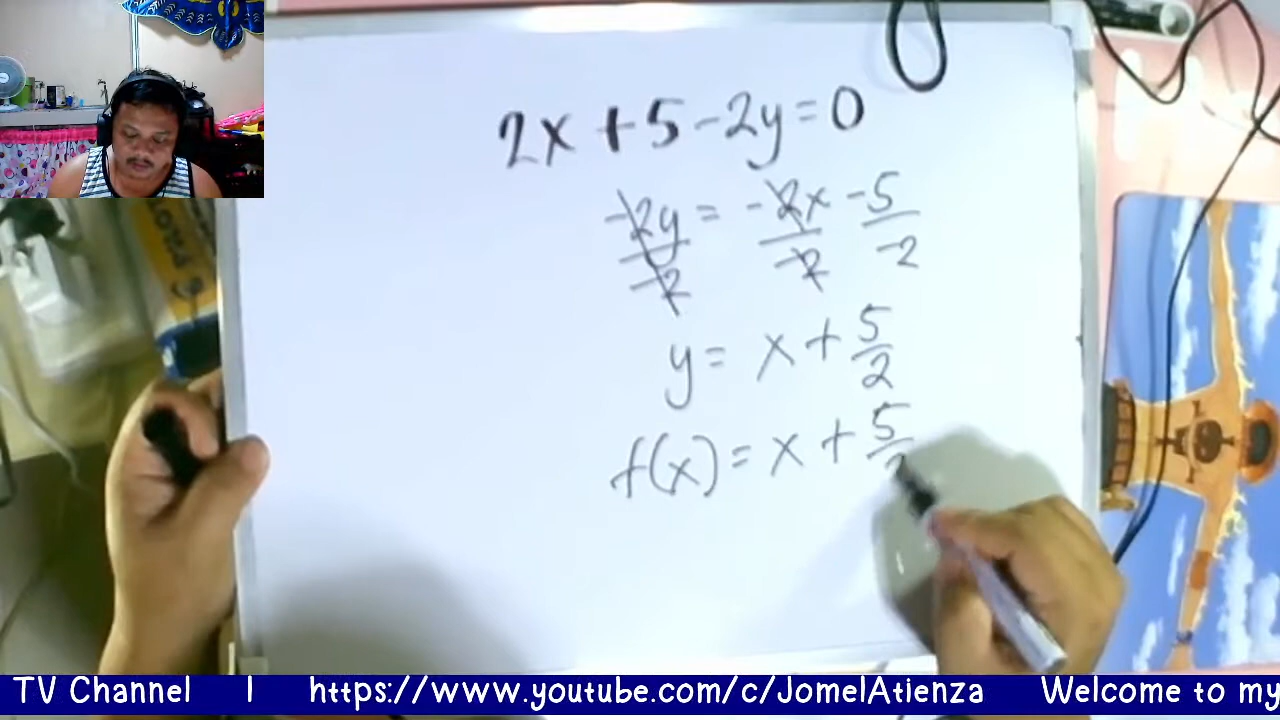 2x + 5 - 2y = 0
-2y/-2 = -2x/-2 -5/-2
y = x + 5/2
f(x) = x + 5/2
TV Channel | https://www.youtube.com/c/JomelAtienza Welcome to my